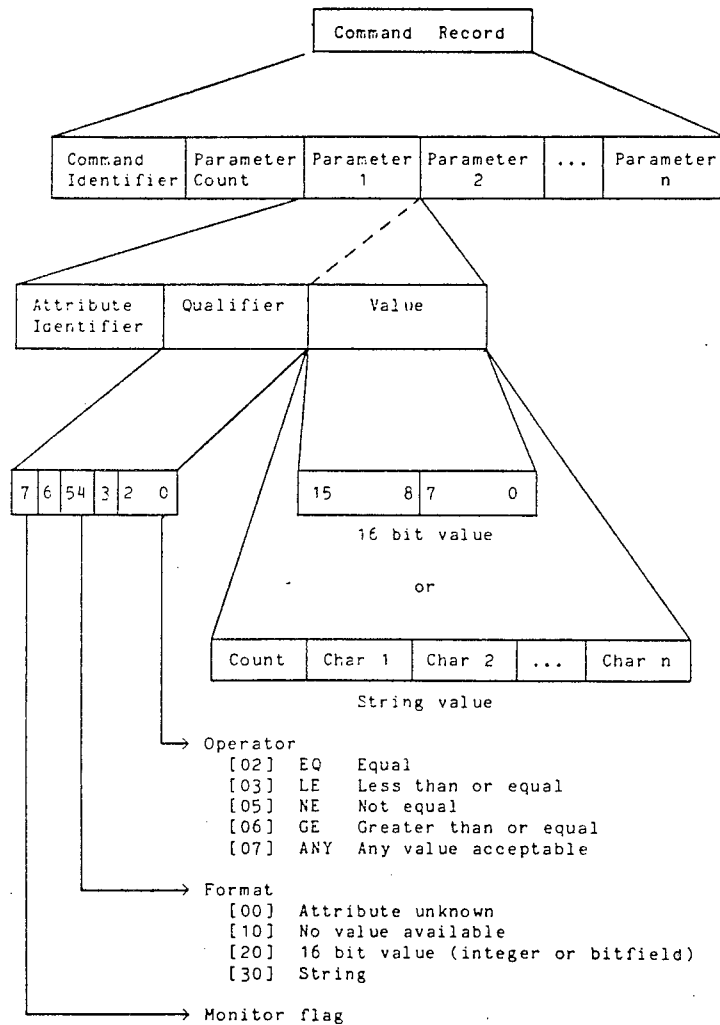 Command Record
Command Identifier
Parameter Count
Parameter 1
Parameter 2
...
Parameter n
Attribute Identifier
Qualifier
Value
7 6 54 3 2 0
15 8 7 0
16 bit value
or
Count Char 1 Char 2 ... Char n
String value
Operator
[02] EQ Equal
[03] LE Less than or equal
[05] NE Not equal
[06] GE Greater than or equal
[07] ANY Any value acceptable
Format
[00] Attribute unknown
[10] No value available
[20] 16 bit value (integer or bitfield)
[30] String
Monitor flag